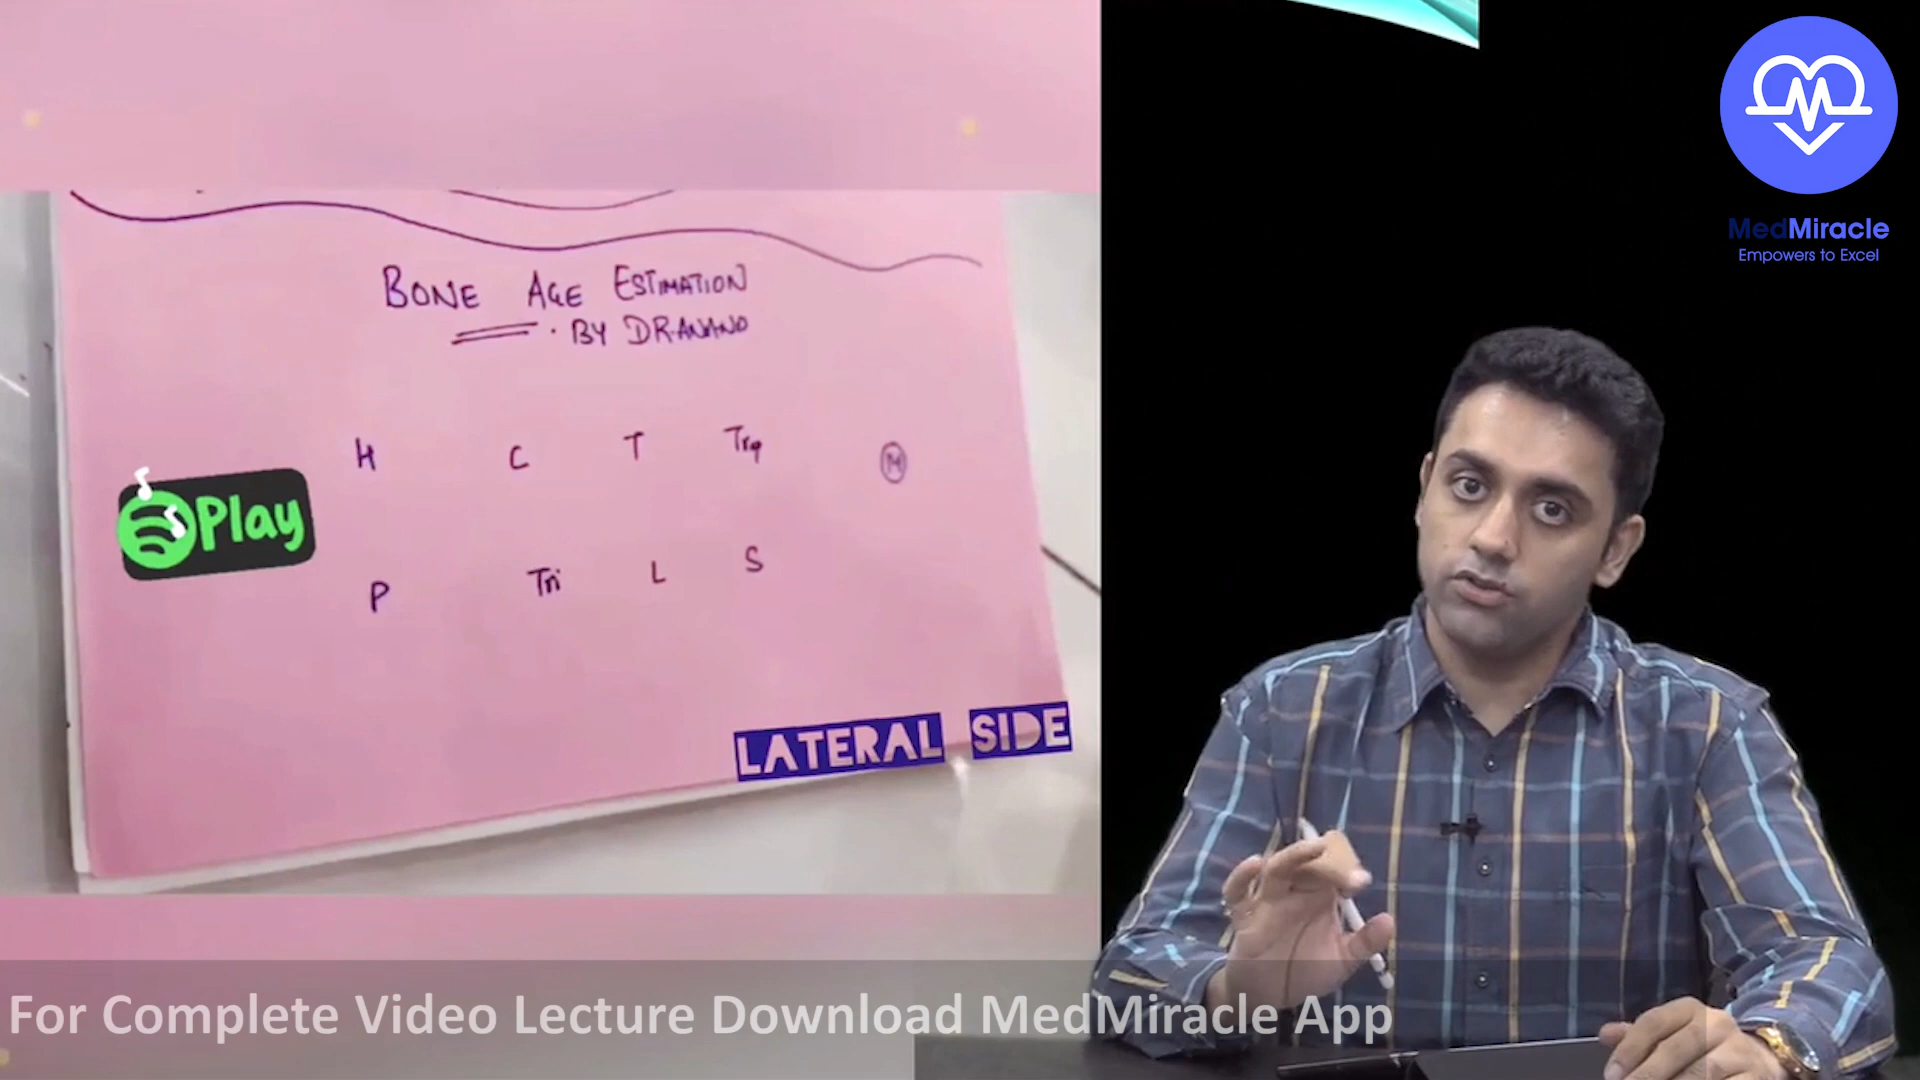 BONE AGE ESTIMATION
BY DR ANAND
H C T Trq M
Play
P Tri L S
LATERAL SIDE
MedMiracle
Empowers to Excel
For Complete Video Lecture Download MedMiracle App